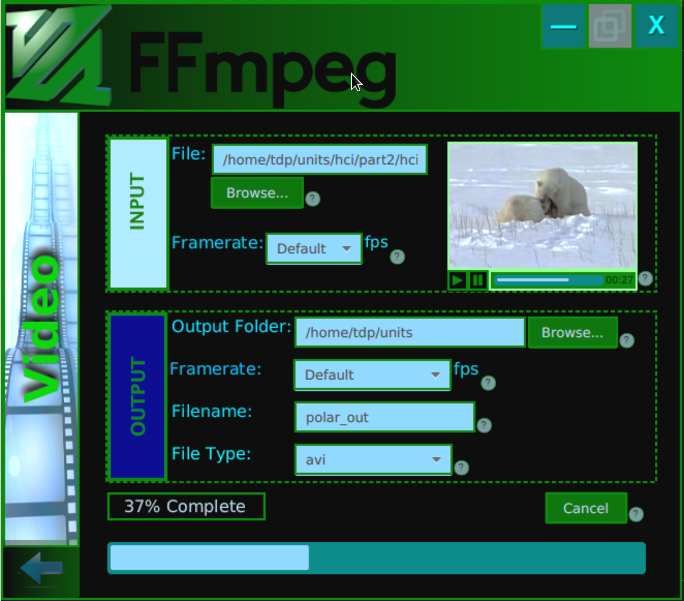 FFmpeg
X
Video
INPUT
File: /home/tdp/units/hci/part2/hci
Browse... ?
Framerate: Default fps ?
00:27 ?
OUTPUT
Output Folder: /home/tdp/units Browse... ?
Framerate: Default fps ?
Filename: polar_out ?
File Type: avi ?
37% Complete Cancel ?